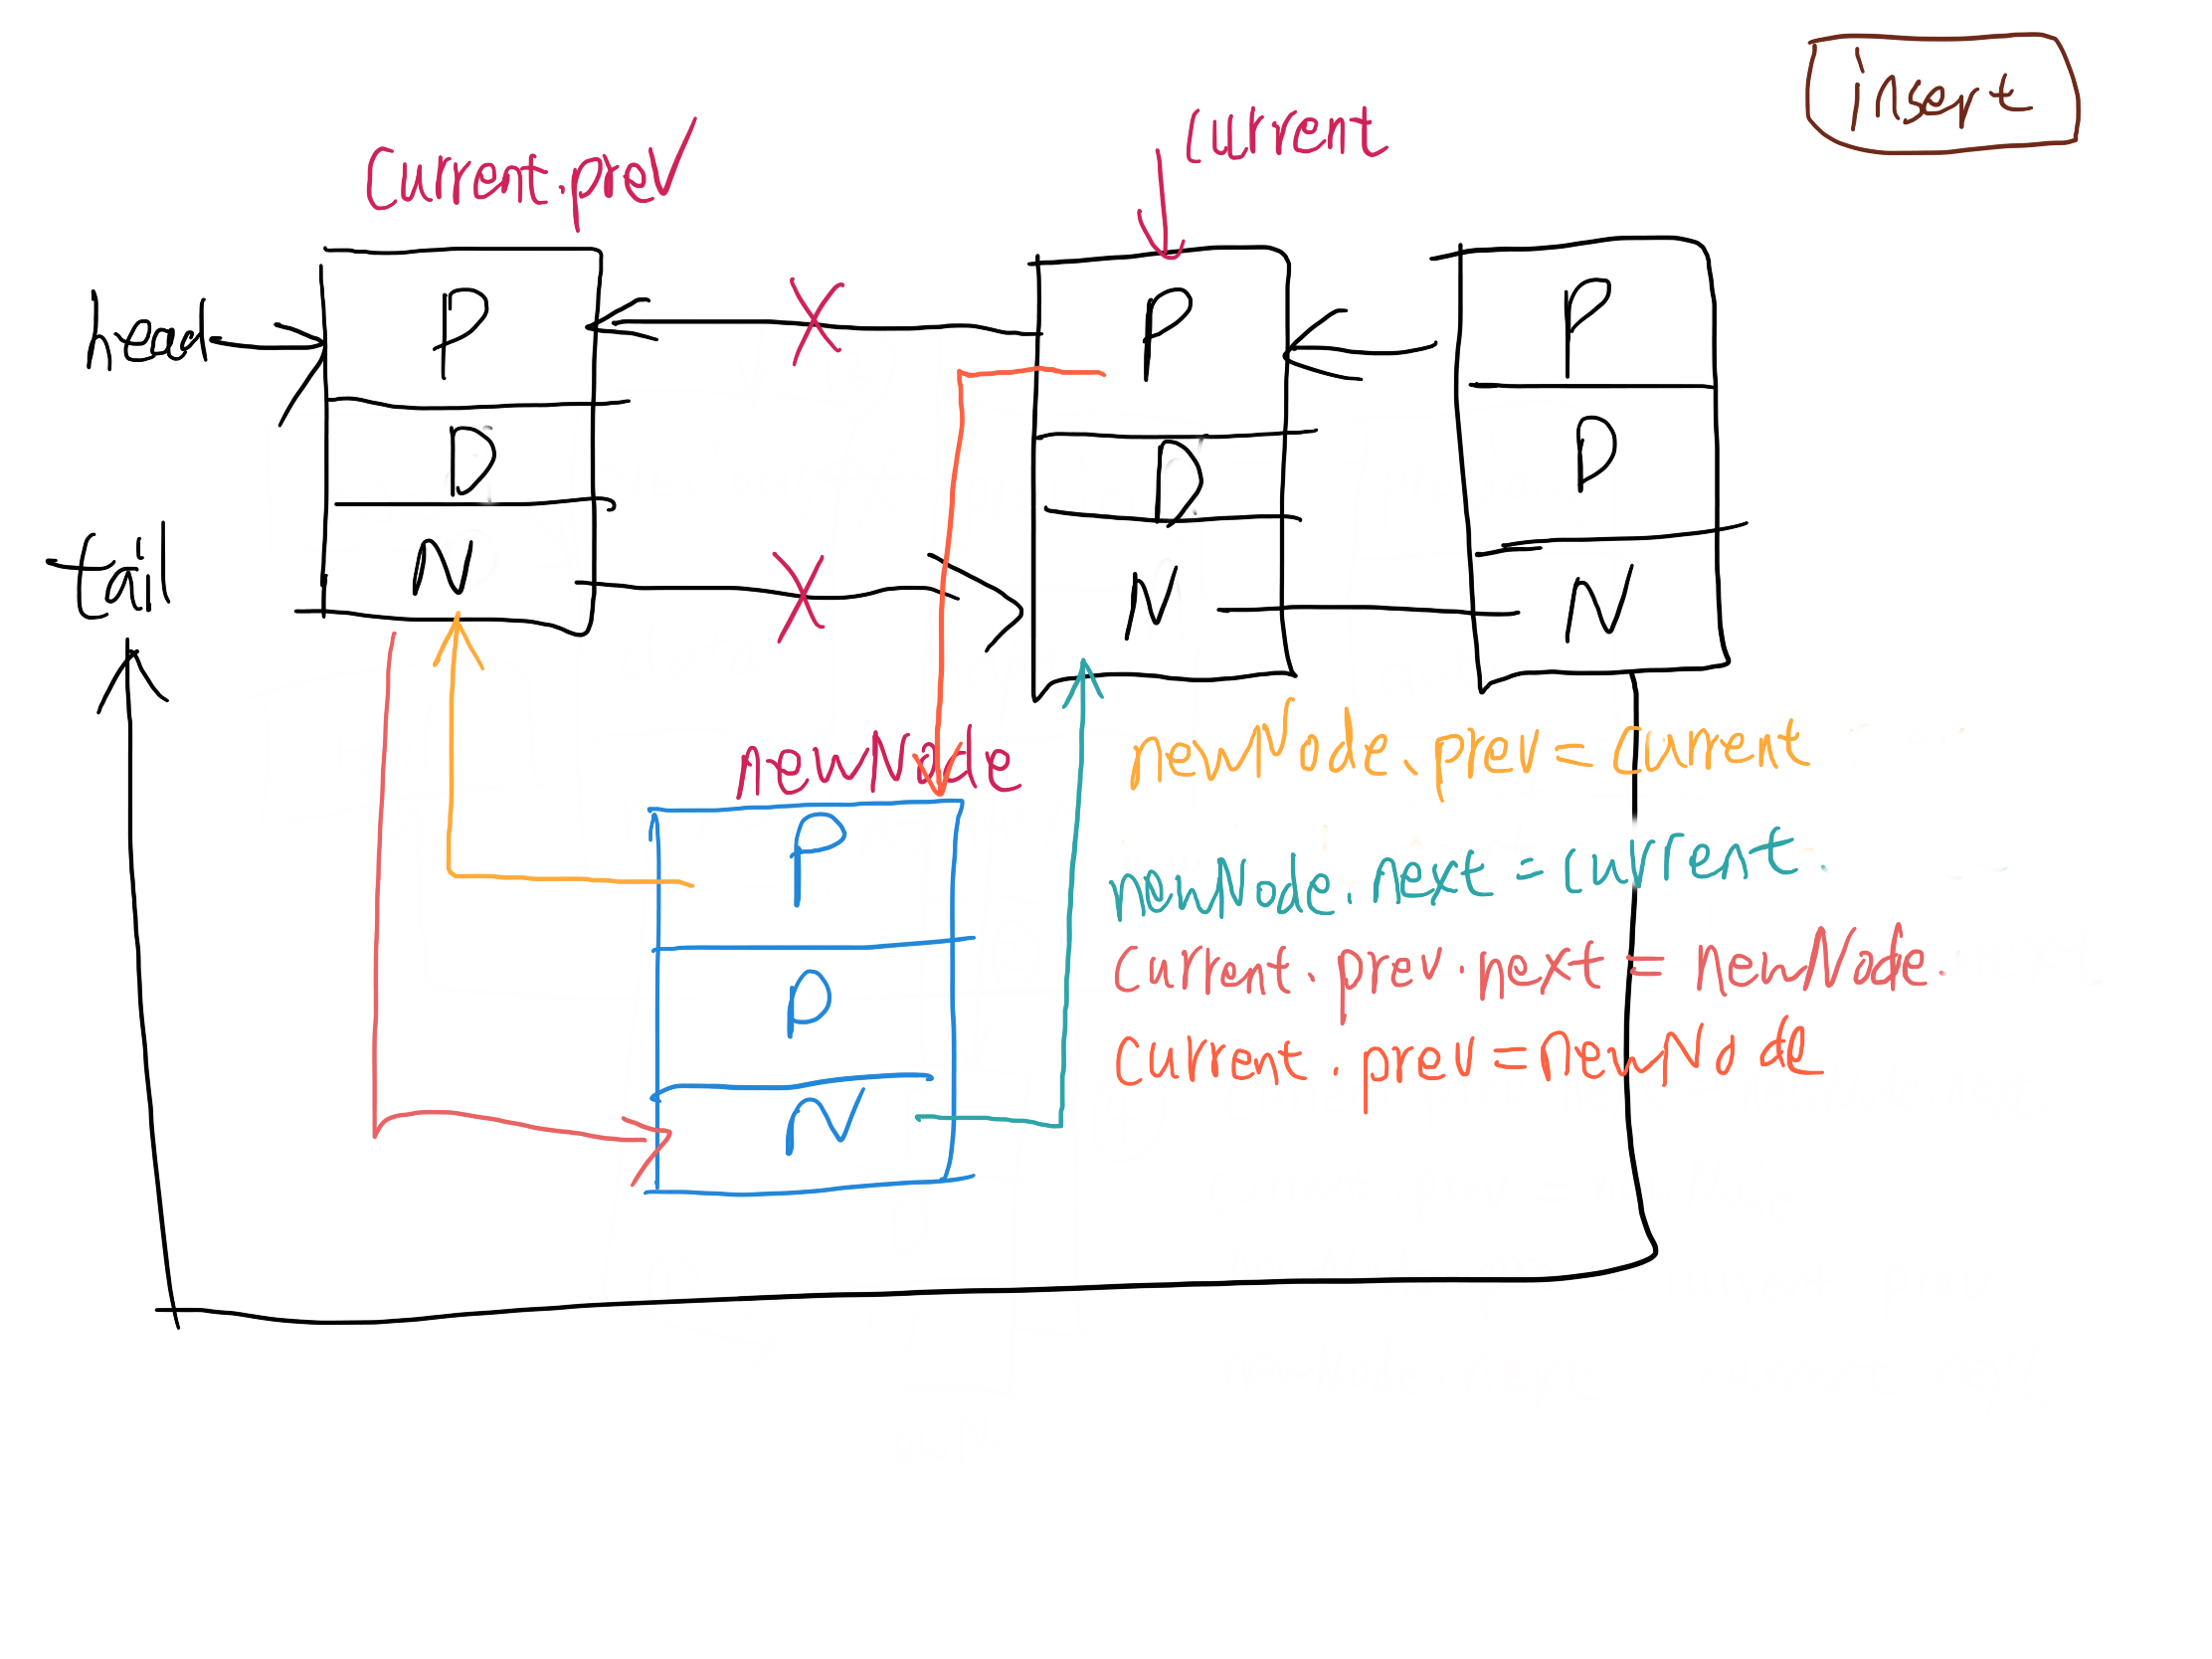 insert
current
current.prev
head
P
P
P
D
D
D
tail
N
N
N
newNode
newNode.prev = current
P
newNode.next = current.
current.prev.next = newNode.
P
current.prev = newNode
N